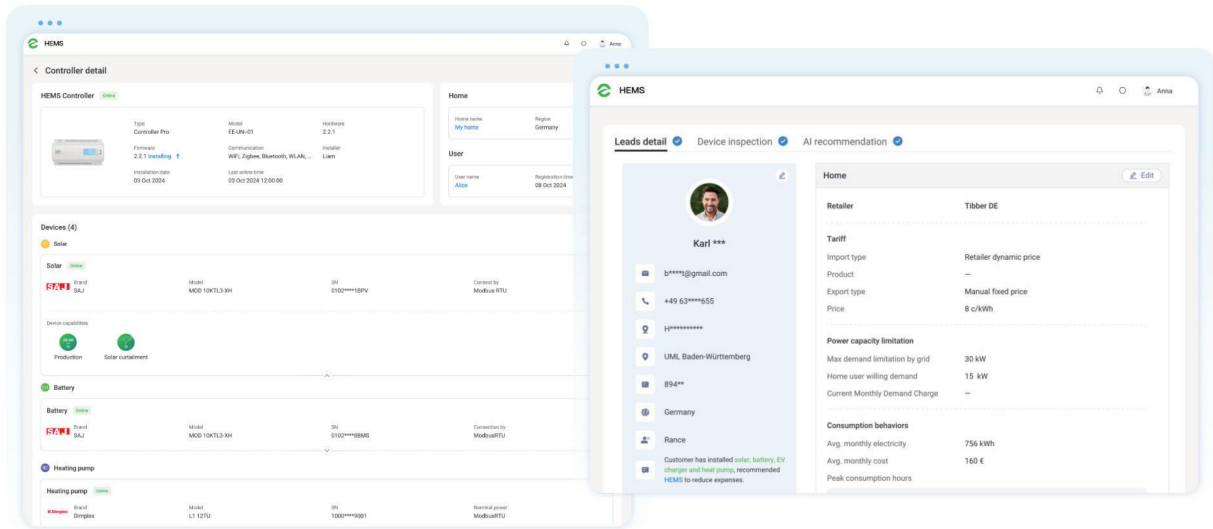 HEMS
Anna
Controller detail
HEMS Controller Online
Type Model Hardware
Controller Pro EE-UN-01 2.2.1
Firmware Communication Installer
2.2.1 Installing ↑ WiFi, Zigbee, Bluetooth, WLAN, ... Liam
Installation date Last online time
03 Oct 2024 03 Oct 2024 12:00:00
Home
Home name Region
My home Germany
User
User name Registration time
Alice 08 Oct 2024
Devices (4)
Solar
Solar Online
SAJ Brand Model SN Connect by
SAJ MOD 10KTL3-XH 0102****1BPV Modbus RTU
Device capabilities
Production Solar curtailment
Battery
Battery Online
SAJ Brand Model SN Connection by
SAJ MOD 10KTL3-XH 0102****8BMS ModbusRTU
Heating pump
Heating pump Online
Dimplex Brand Model SN Nominal power
Dimplex L1 12TU 1000****9001 ModbusRTU
HEMS
Anna
Leads detail Device inspection AI recommendation
Karl ***
b****t@gmail.com
+49 63****655
H**********
UML Baden-Württemberg
894**
Germany
Rance
Customer has installed solar, battery, EV
charger and heat pump, recommended
HEMS to reduce expenses.
Home Edit
Retailer Tibber DE
Tariff
Import type Retailer dynamic price
Product –
Export type Manual fixed price
Price 8 c/kWh
Power capacity limitation
Max demand limitation by grid 30 kW
Home user willing demand 15 kW
Current Monthly Demand Charge –
Consumption behaviors
Avg. monthly electricity 756 kWh
Avg. monthly cost 160 €
Peak consumption hours